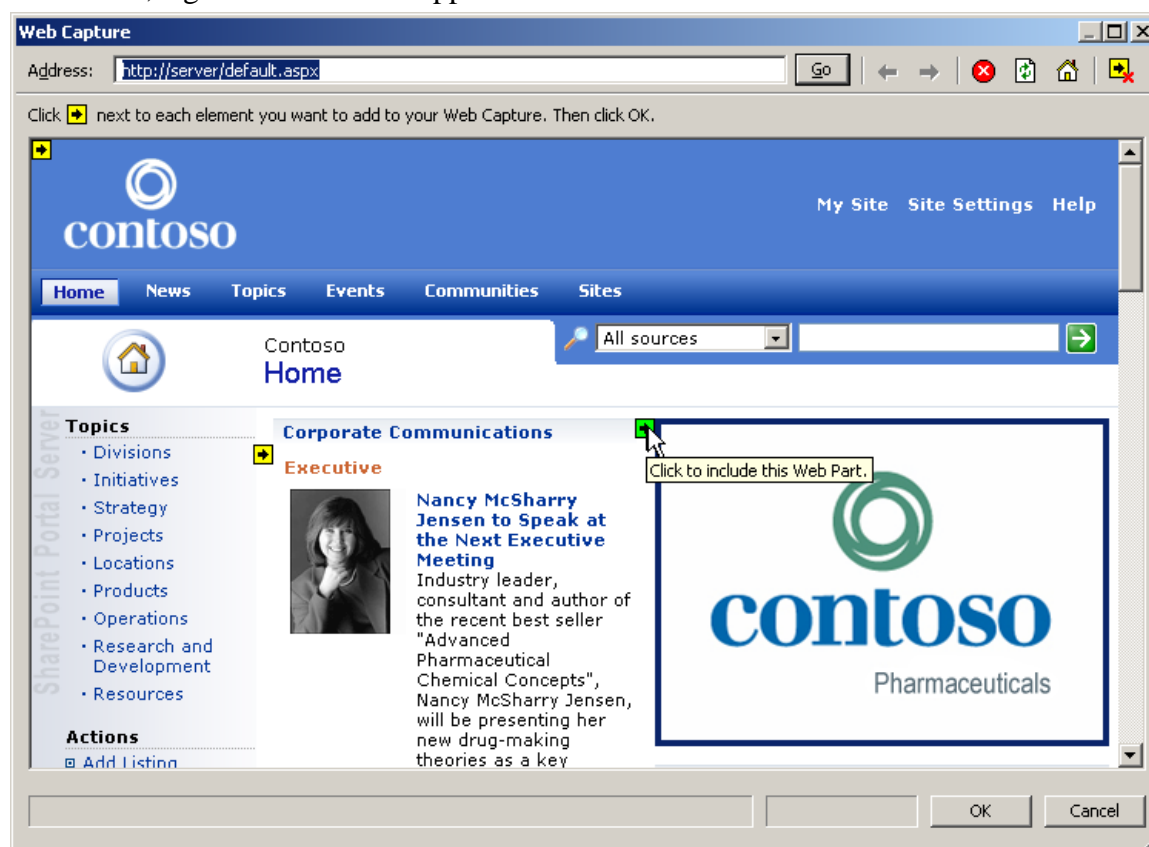 Web Capture
Address: http://server/default.aspx Go
Click next to each element you want to add to your Web Capture. Then click OK.
contoso
My Site Site Settings Help
Home News Topics Events Communities Sites
All sources
Contoso
Home
SharePoint Portal Server
Topics
· Divisions
· Initiatives
· Strategy
· Projects
· Locations
· Products
· Operations
· Research and
Development
· Resources
Actions
Add Listing
Corporate Communications
Click to include this Web Part.
Executive
Nancy McSharry
Jensen to Speak at
the Next Executive
Meeting
Industry leader,
consultant and author of
the recent best seller
"Advanced
Pharmaceutical
Chemical Concepts",
Nancy McSharry Jensen,
will be presenting her
new drug-making
theories as a key
contoso
Pharmaceuticals
OK Cancel